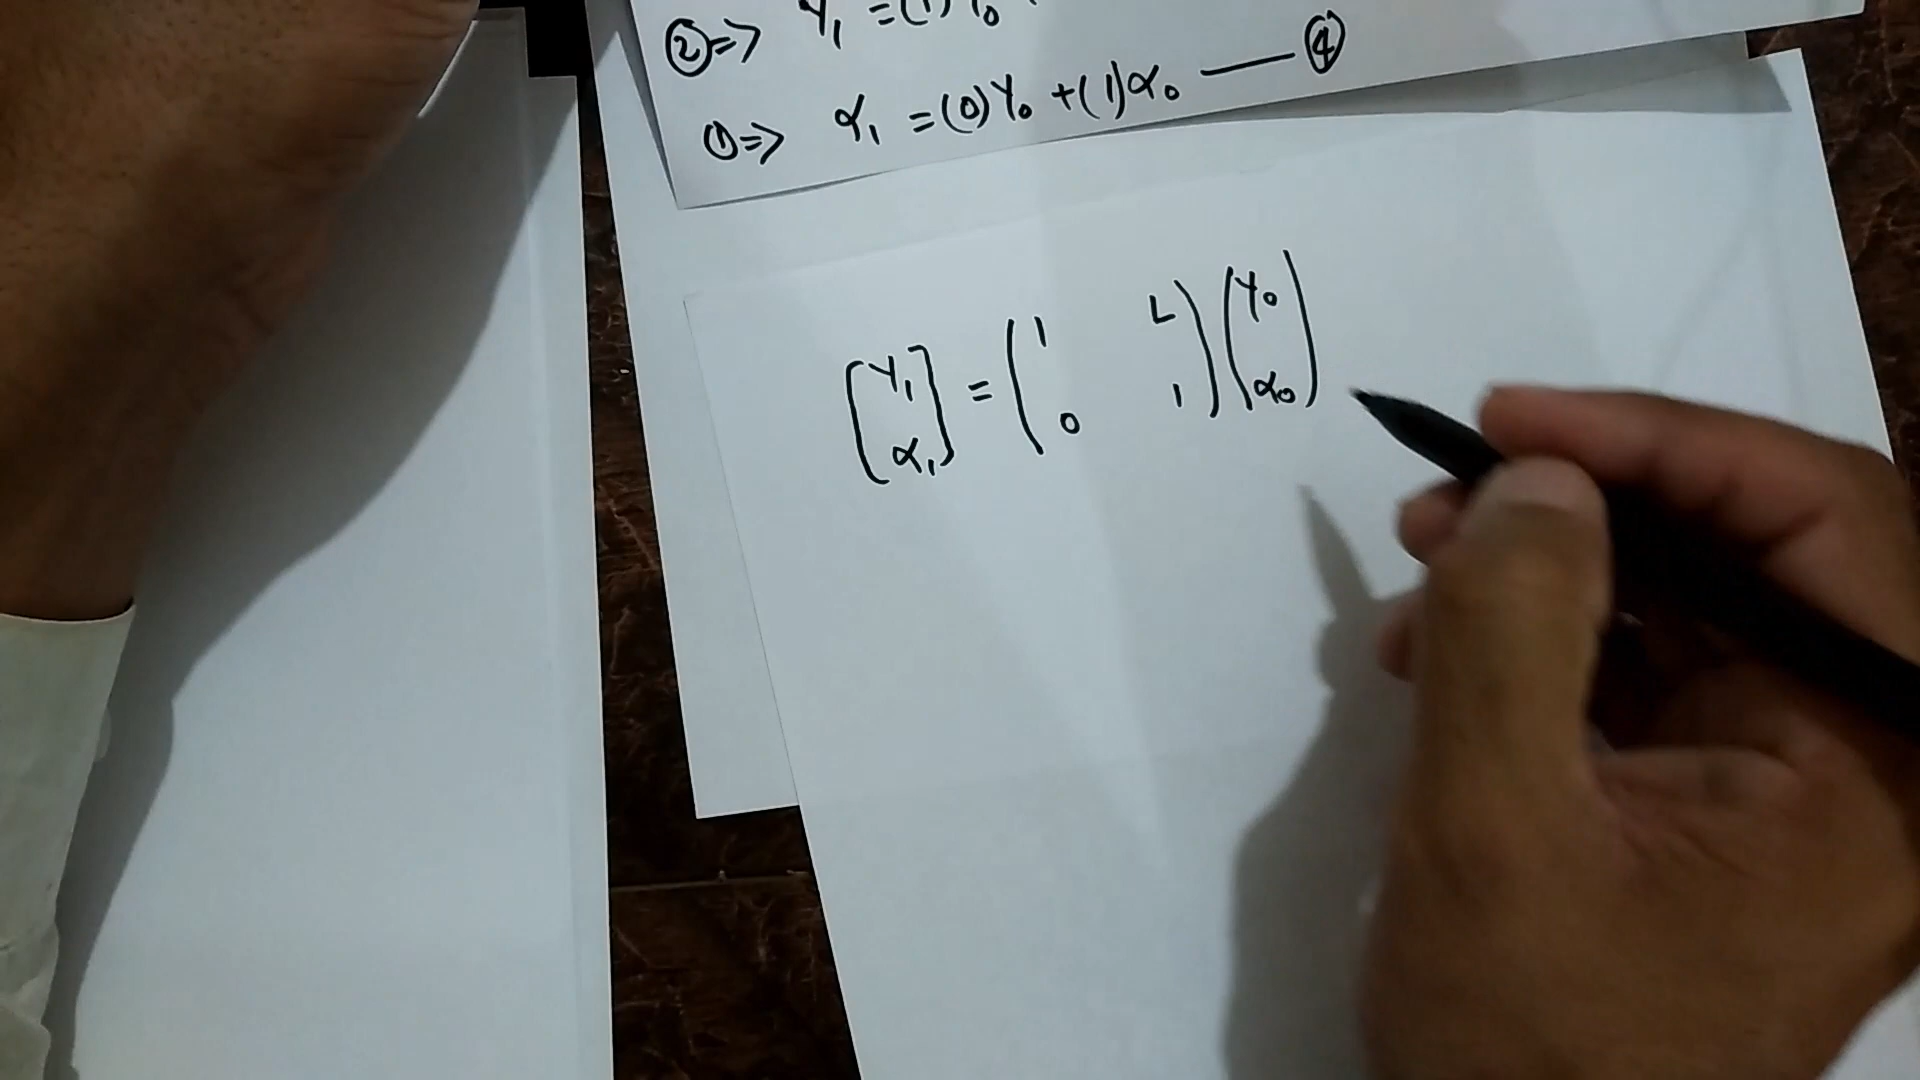 ② => Y₁ = (1) Y₀
① => α₁ = (0) Y₀ + (1) α₀ —— ④
[Y₁ α₁] = (1 L 0 1) (Y₀ α₀)